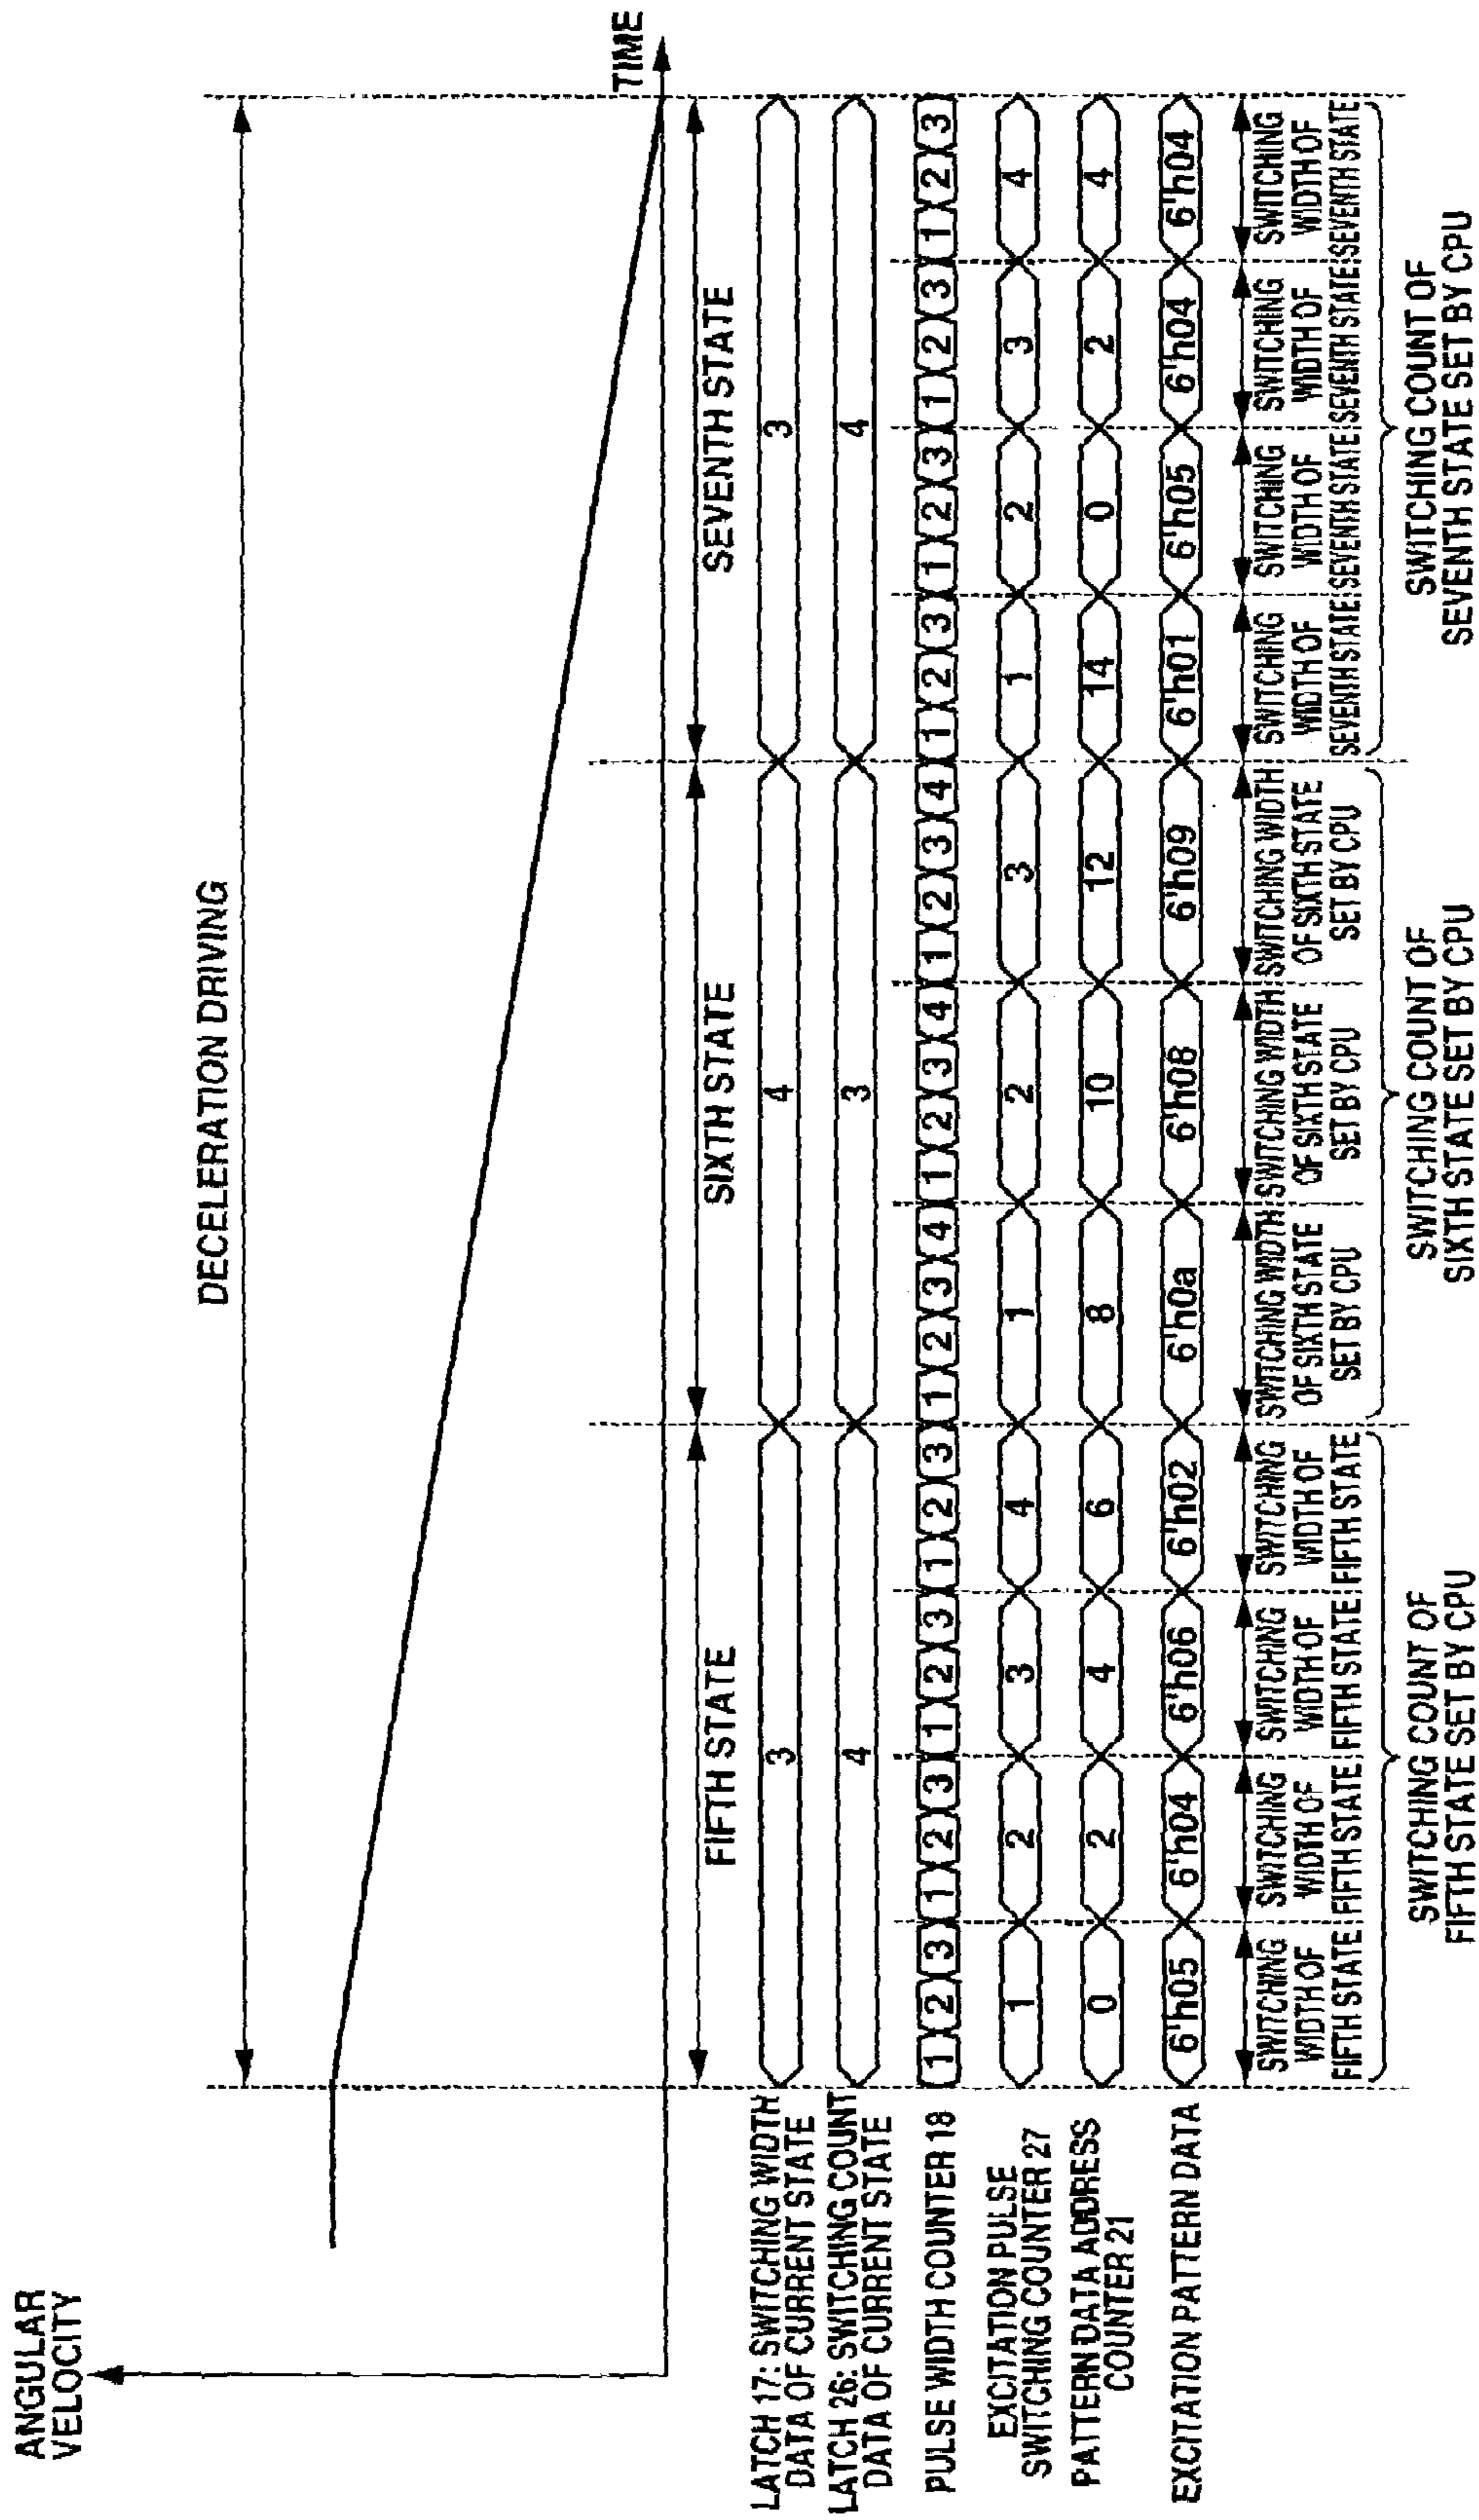 ANGULAR
VELOCITY
DECELERATION DRIVING
TIME
FIFTH STATE
SIXTH STATE
SEVENTH STATE
LATCH 17: SWITCHING WIDTH
DATA OF CURRENT STATE
3
4
3
LATCH 26: SWITCHING COUNT
DATA OF CURRENT STATE
4
3
4
PULSE WIDTH COUNTER 18
1 2 3 1 2 3 1 2 3 1 2 3 1 2 3 4 1 2 3 4 1 2 3 4 1 2 3 1 2 3 1 2 3 1 2 3
EXCITATION PULSE
SWITCHING COUNTER 27
1 2 3 4 1 2 3 1 2 3 4
PATTERN DATA ADDRESS
COUNTER 21
0 2 4 6 8 10 12 14 0 2 4
EXCITATION PATTERN DATA
6'h05 6'h04 6'h06 6'h02 6'h0a 6'h08 6'h09 6'h01 6'h05 6'h04 6'h04
SWITCHING
WIDTH OF
FIFTH STATE
SWITCHING
WIDTH OF
FIFTH STATE
SWITCHING
WIDTH OF
FIFTH STATE
SWITCHING
WIDTH OF
FIFTH STATE
SWITCHING WIDTH
OF SIXTH STATE
SET BY CPU
SWITCHING WIDTH
OF SIXTH STATE
SET BY CPU
SWITCHING WIDTH
OF SIXTH STATE
SET BY CPU
SWITCHING
WIDTH OF
SEVENTH STATE
SWITCHING
WIDTH OF
SEVENTH STATE
SWITCHING
WIDTH OF
SEVENTH STATE
SWITCHING
WIDTH OF
SEVENTH STATE
SWITCHING COUNT OF
FIFTH STATE SET BY CPU
SWITCHING COUNT OF
SIXTH STATE SET BY CPU
SWITCHING COUNT OF
SEVENTH STATE SET BY CPU